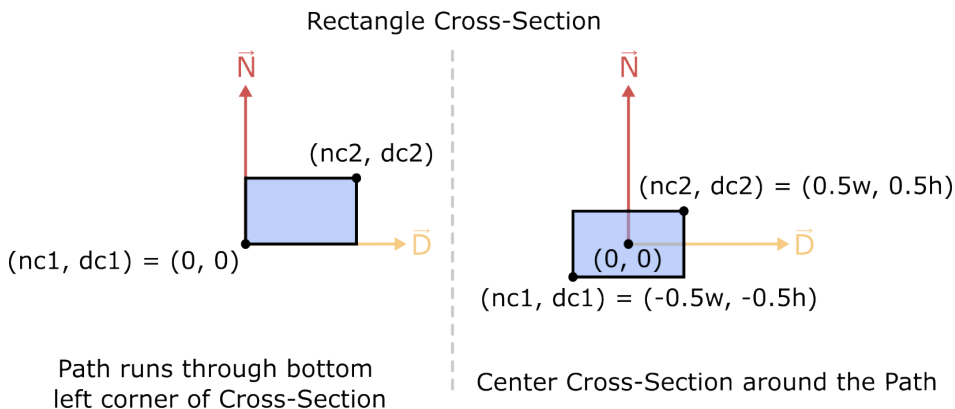 Rectangle Cross-Section
N
(nc2, dc2)
D
(nc1, dc1) = (0, 0)
Path runs through bottom
left corner of Cross-Section
N
(nc2, dc2) = (0.5w, 0.5h)
D
(0, 0)
(nc1, dc1) = (-0.5w, -0.5h)
Center Cross-Section around the Path